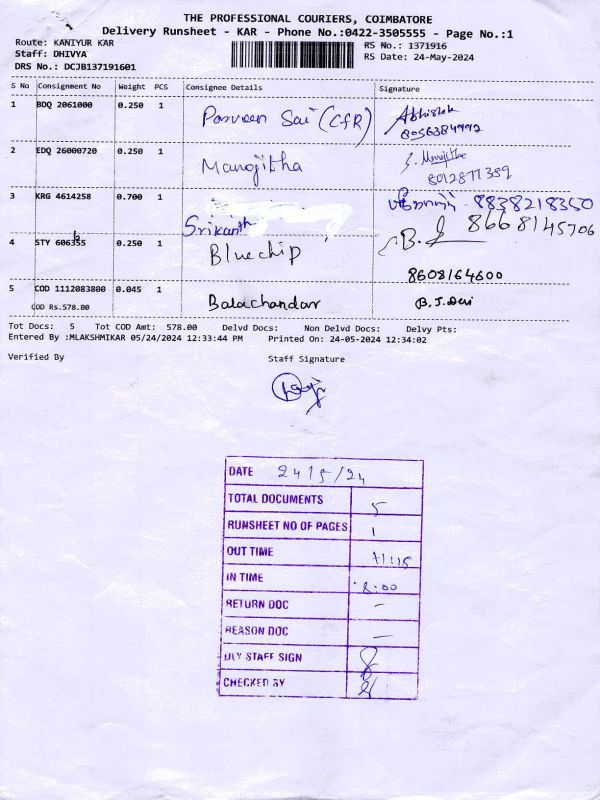 THE PROFESSIONAL COURIERS, COIMBATORE
Delivery Runsheet - KAR - Phone No.:0422-3505555 - Page No.:1
Route: KANIYUR KAR
Staff: DHIVYA
DRS No.: DCJB137191601
RS No.: 1371916
RS Date: 24-May-2024
S No Consignment No Weight PCS Consignee Details Signature
1 BDQ 2061000 0.250 1 Parveen Sai (CfR) Abhishek
8056384992
2 EDQ 26000720 0.250 1 Manojitha
8012877359
3 KRG 4614258 0.700 1 Srikanth 8838218350
4 STY 606355 0.250 1 Bluechip 8668145706
8608164600
5 COD 1112083800 0.045 1 Balachandar B.J. Devi
COD Rs.578.00
Tot Docs: 5 Tot COD Amt: 578.00 Delvd Docs: Non Delvd Docs: Delvy Pts:
Entered By :MLAKSHMIKAR 05/24/2024 12:33:44 PM Printed On: 24-05-2024 12:34:02
Verified By Staff Signature
DATE 24/5/24
TOTAL DOCUMENTS 5
RUNSHEET NO OF PAGES 1
OUT TIME 11:15
IN TIME 8:00
RETURN DOC -
REASON DOC -
DLY STAFF SIGN
CHECKED BY